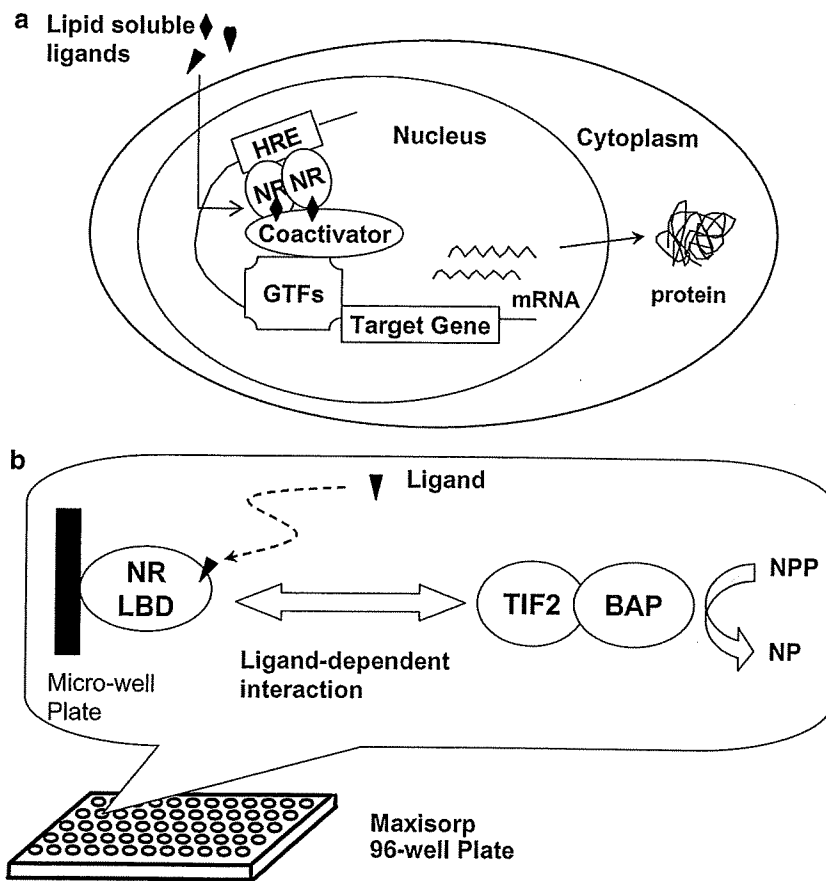 a
Lipid soluble
ligands
HRE
Nucleus
Cytoplasm
NR
NR
Coactivator
GTFs
mRNA
protein
Target Gene
b
Ligand
NR
LBD
TIF2
BAP
NPP
NP
Ligand-dependent
interaction
Micro-well
Plate
Maxisorp
96-well Plate